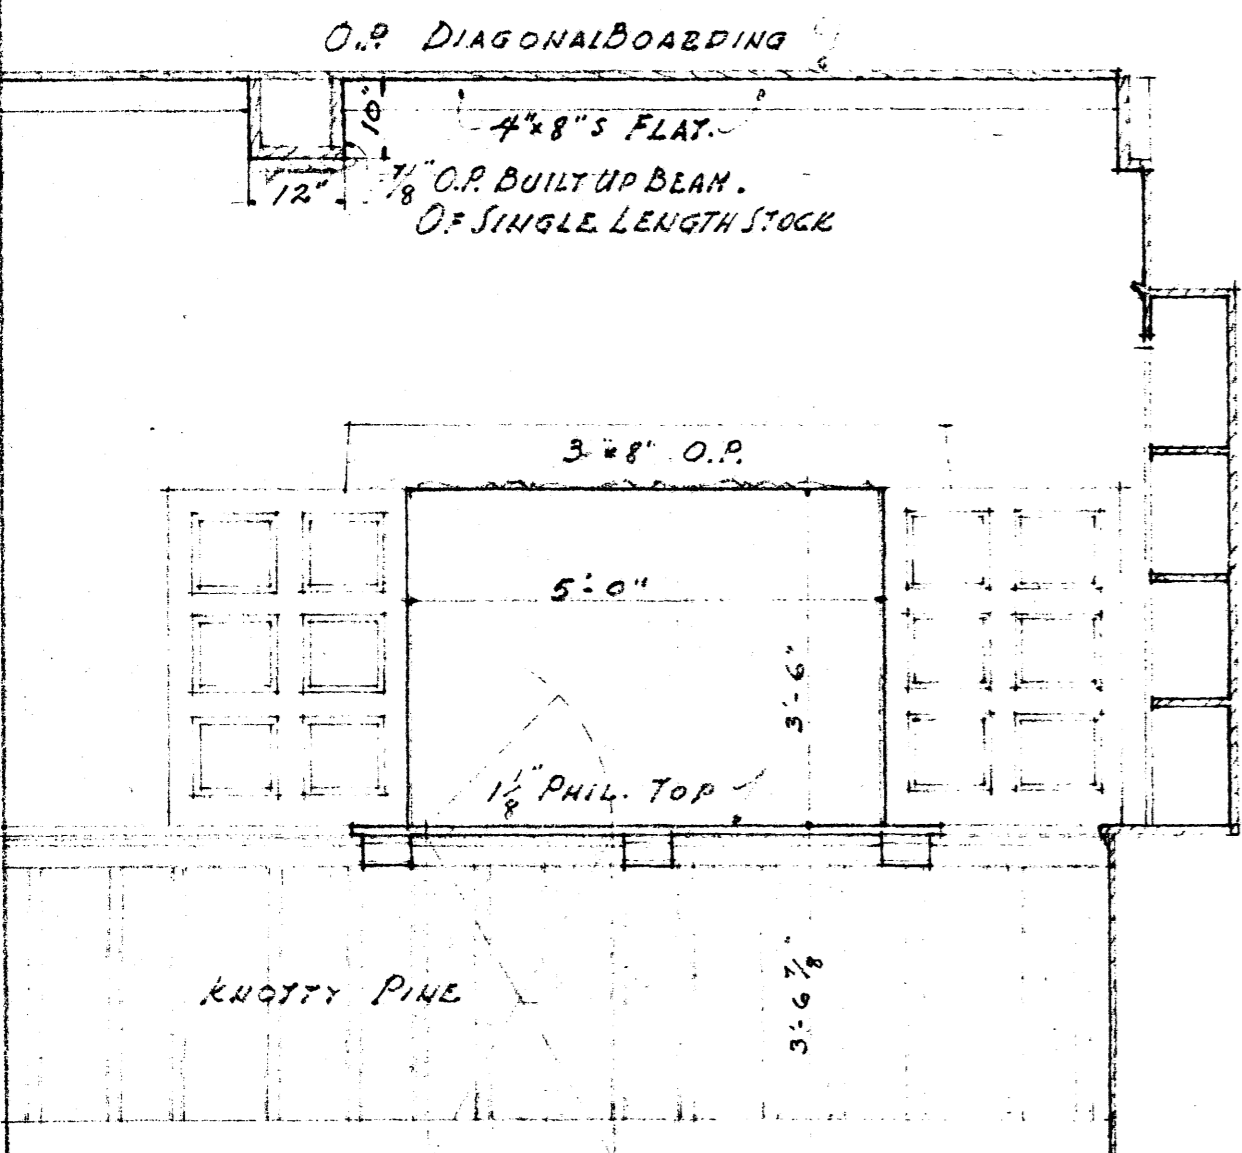 O.P. DIAGONAL BOARDING
10"
4"x8"S FLAT.
12"
7/8" O.P. BUILT UP BEAM.
OF SINGLE LENGTH STOCK
3"x8" O.P.
5'-0"
3'-6"
1 1/8" PHIL. TOP
KNOTTY PINE
3'-6 7/8"